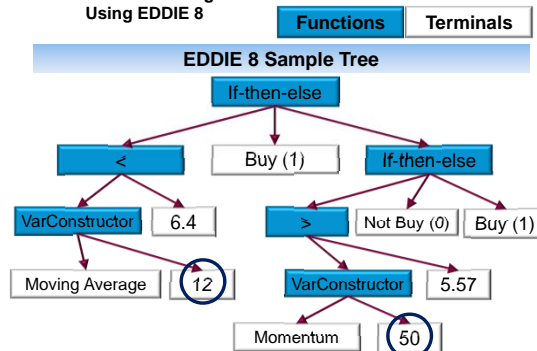 Using EDDIE 8
Functions Terminals
EDDIE 8 Sample Tree
If-then-else
< Buy (1) If-then-else
VarConstructor 6.4 > Not Buy (0) Buy (1)
Moving Average 12 VarConstructor 5.57
Momentum 50